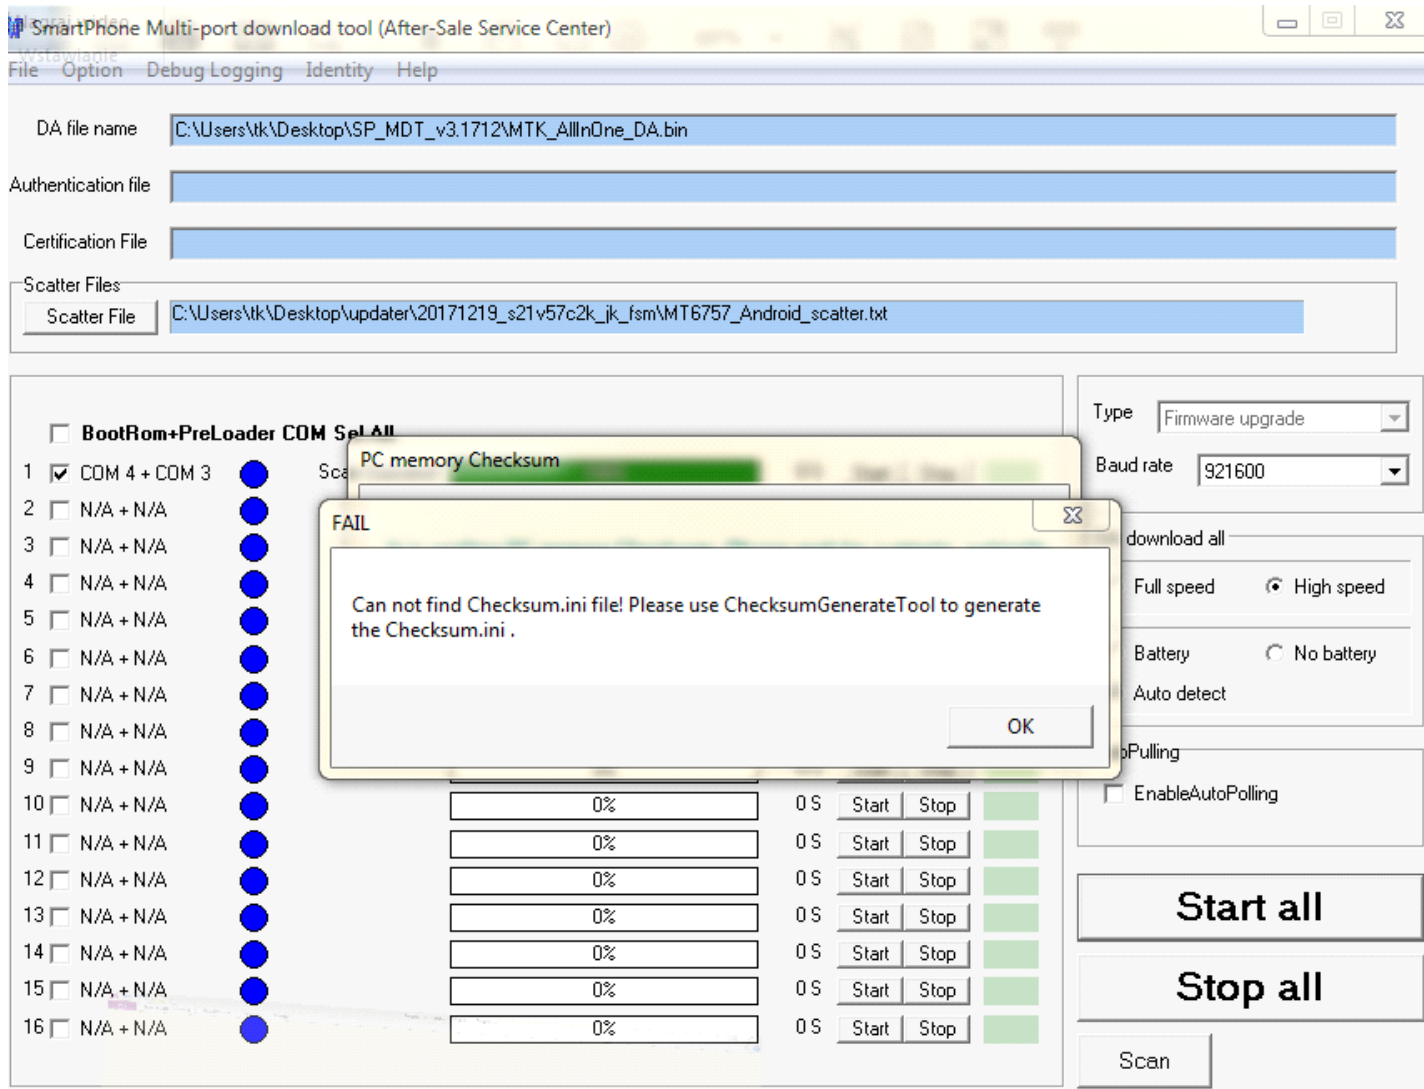 SmartPhone Multi-port download tool (After-Sale Service Center)
Wstawianie
File Option Debug Logging Identity Help
DA file name C:\Users\tk\Desktop\SP_MDT_v3.1712\MTK_AllInOne_DA.bin
Authentication file
Certification File
Scatter Files
Scatter File C:\Users\tk\Desktop\updater\20171219_s21v57c2k_jk_fsm\MT6757_Android_scatter.txt
BootRom+PreLoader COM Sel All
Type Firmware upgrade
Baud rate 921600
1 COM 4 + COM 3
2 N/A + N/A
3 N/A + N/A
4 N/A + N/A
5 N/A + N/A
6 N/A + N/A
7 N/A + N/A
8 N/A + N/A
9 N/A + N/A
10 N/A + N/A 0% 0 S Start Stop
11 N/A + N/A 0% 0 S Start Stop
12 N/A + N/A 0% 0 S Start Stop
13 N/A + N/A 0% 0 S Start Stop
14 N/A + N/A 0% 0 S Start Stop
15 N/A + N/A 0% 0 S Start Stop
16 N/A + N/A 0% 0 S Start Stop
PC memory Checksum
FAIL
Can not find Checksum.ini file! Please use ChecksumGenerateTool to generate
the Checksum.ini .
OK
download all
Full speed High speed
Battery No battery
Auto detect
Pulling
EnableAutoPolling
Start all
Stop all
Scan